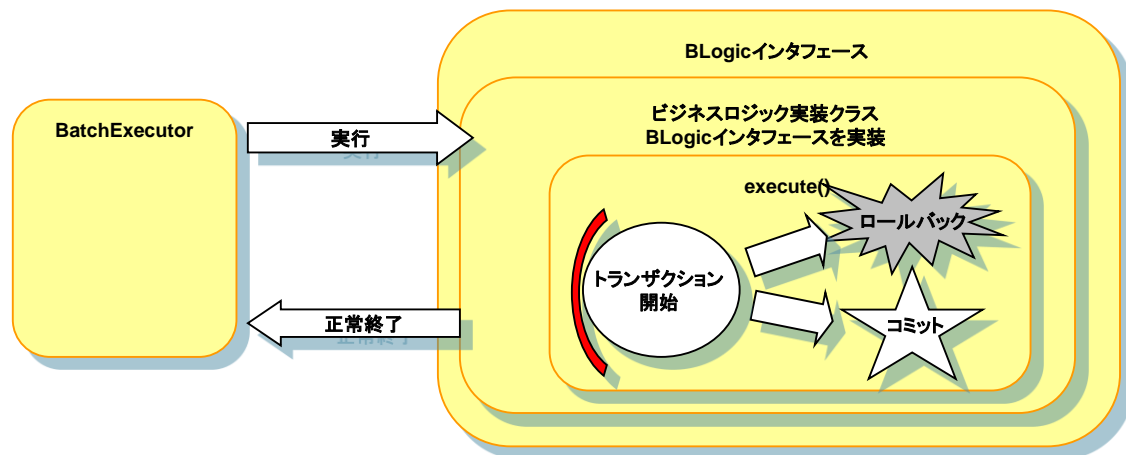 BLogicインタフェース
BatchExecutor
ビジネスロジック実装クラス
BLogicインタフェースを実装
実行
execute()
ロールバック
トランザクション
開始
コミット
正常終了